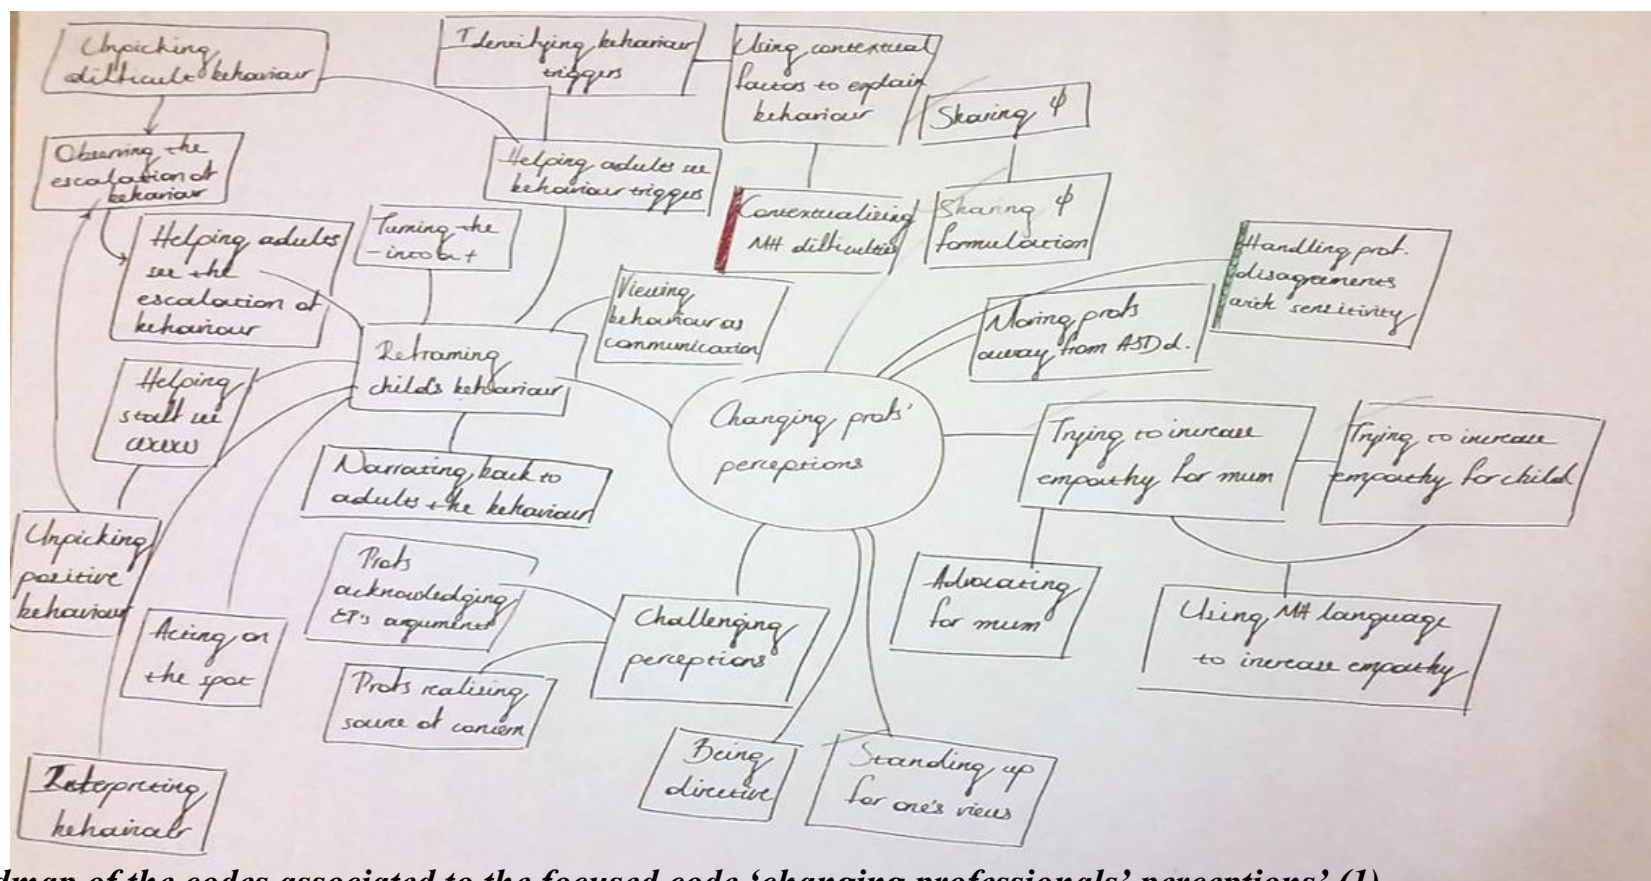 Unpicking
difficult behaviour
Identifying behaviour
triggers
Using contextual
factors to explain
behaviour
Sharing ψ
Observing the
escalation of
behaviour
Helping adults see
behaviour triggers
Contextualising
MH difficulties
Sharing ψ
formulation
Handling prof.
disagreements
with sensitivity
Helping adults
see the
escalation of
behaviour
Turning the
- into a +
Viewing
behaviour as
communication
Moving profs
away from ASD d.
Reframing
child's behaviour
Helping
staff see
Changing profs'
perceptions
Trying to increase
empathy for mum
Trying to increase
empathy for child
Narrating back to
adults the behaviour
Unpicking
positive
behaviour
Profs
acknowledging
EP's argument
Challenging
perceptions
Advocating
for mum
Using MH language
to increase empathy
Acting on
the spot
Profs realising
source of concern
Being
directive
Standing up
for one's views
Interpreting
behaviour
dmap of the codes associated to the focused code ‘changing professionals’ perceptions’ (1)